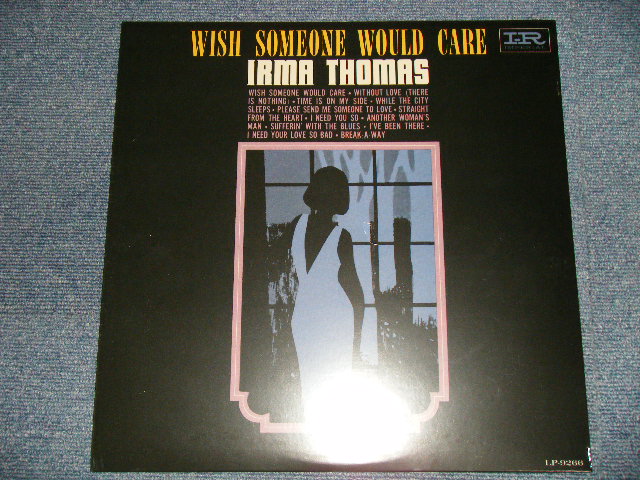 WISH SOMEONE WOULD CARE
I-R
IMPERIAL
IRMA THOMAS
WISH SOMEONE WOULD CARE • WITHOUT LOVE (THERE
IS NOTHING) • TIME IS ON MY SIDE • WHILE THE CITY
SLEEPS • PLEASE SEND ME SOMEONE TO LOVE • STRAIGHT
FROM THE HEART • I NEED YOU SO • ANOTHER WOMAN'S
MAN • SUFFERIN' WITH THE BLUES • I'VE BEEN THERE •
I NEED YOUR LOVE SO BAD • BREAK-A-WAY
LP-9266